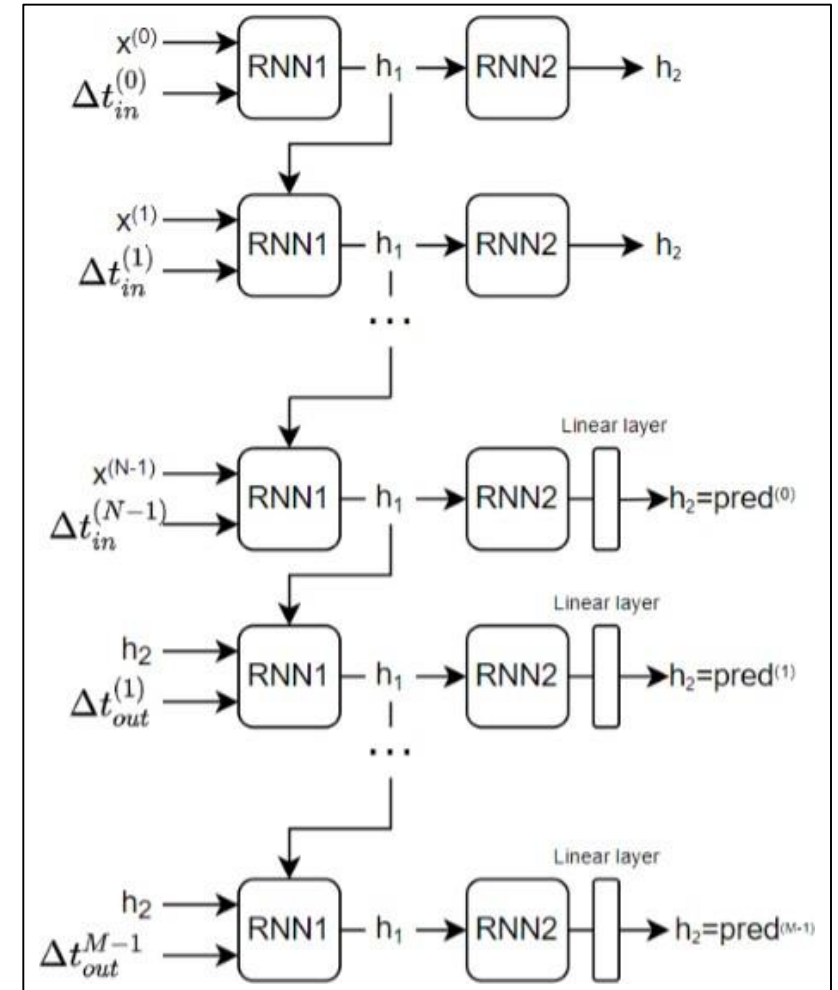 x(0)
RNN1 h₁ RNN2 h₂
Δt_in^(0)
x(1)
RNN1 h₁ RNN2 h₂
Δt_in^(1)
...
Linear layer
x(N-1)
RNN1 h₁ RNN2 h₂=pred(0)
Δt_in^(N−1)
Linear layer
h₂
RNN1 h₁ RNN2 h₂=pred(1)
Δt_out^(1)
...
Linear layer
h₂
RNN1 h₁ RNN2 h₂=pred(M-1)
Δt_out^M−1